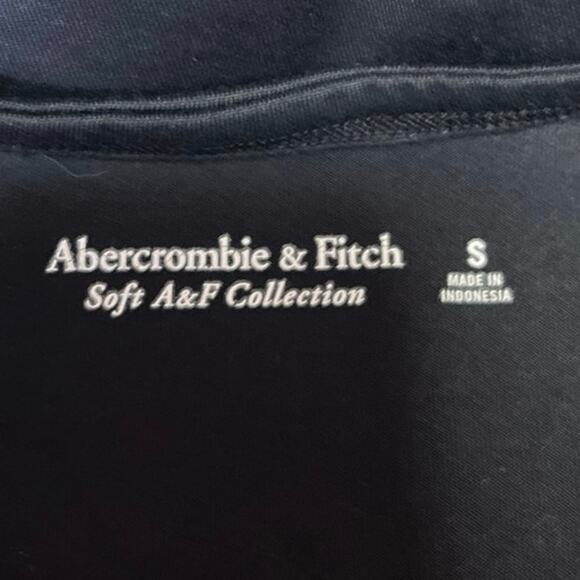 Abercrombie & Fitch
Soft A&F Collection
S
MADE IN
INDONESIA